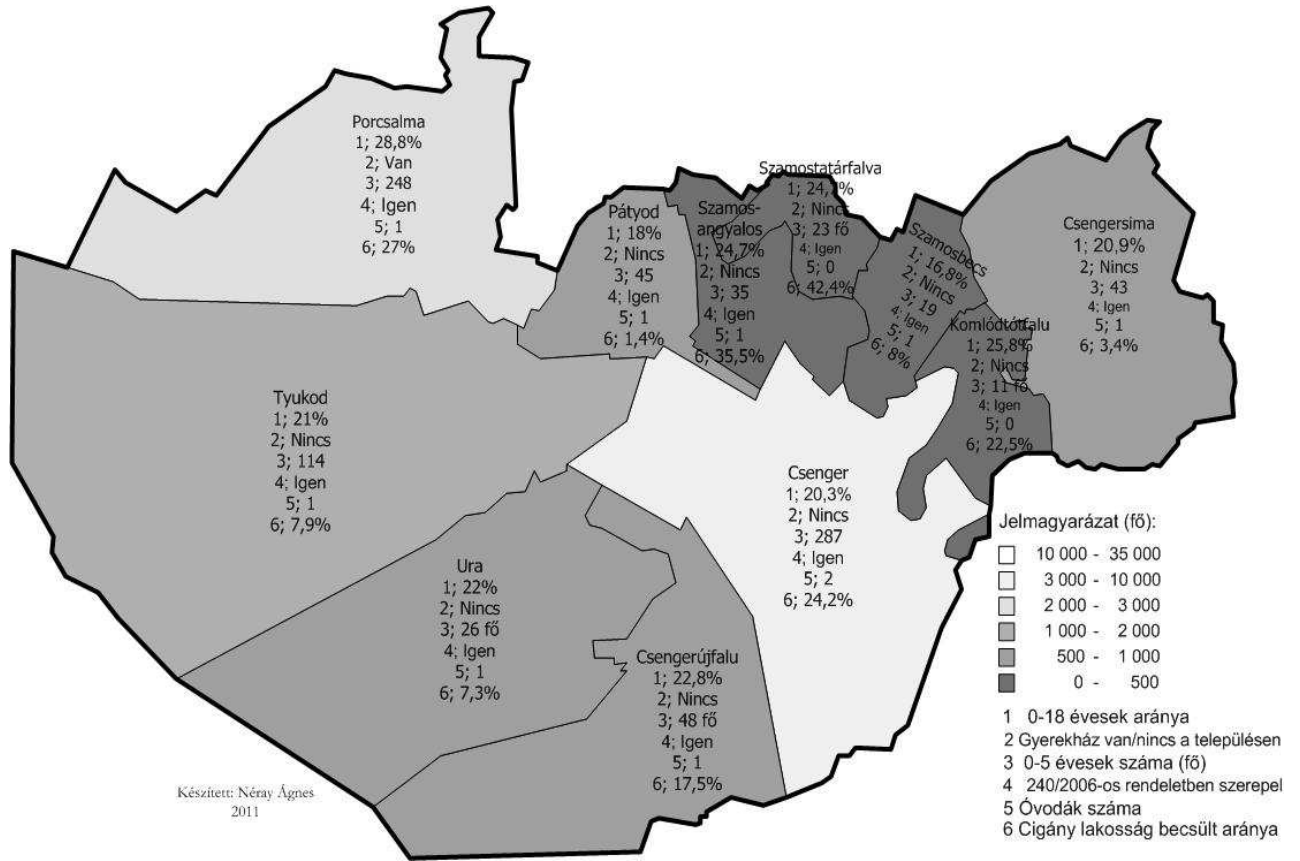 Porcsalma
1; 28,8%
2; Van
3; 248
4; Igen
5; 1
6; 27%
Pátyod
1; 18%
2; Nincs
3; 45
4; Igen
5; 1
6; 1,4%
Szamos-
angyalos
1; 24,7%
2; Nincs
3; 35
4; Igen
5; 1
6; 35,5%
Szamostatárfalva
2; Nincs
3; 23 fő
4; Igen
5; 0
6; 42,4%
Szamosbecs
1; 16,8%
2; Nincs
3; 19
4; Igen
5; 1
6; 8%
Komlódtótfalu
1; 25,8%
2; Nincs
3; 11 fő
4; Igen
5; 0
6; 22,5%
Csengersima
1; 20,9%
2; Nincs
3; 43
4; Igen
5; 1
6; 3,4%
Tyukod
1; 21%
2; Nincs
3; 114
4; Igen
5; 1
6; 7,9%
Csenger
1; 20,3%
2; Nincs
3; 287
4; Igen
5; 2
6; 24,2%
Ura
1; 22%
2; Nincs
3; 26 fő
4; Igen
5; 1
6; 7,3%
Csengerújfalu
1; 22,8%
2; Nincs
3; 48 fő
4; Igen
5; 1
6; 17,5%
Készített: Néray Ágnes
2011
Jelmagyarázat (fő):
10 000 - 35 000
3 000 - 10 000
2 000 - 3 000
1 000 - 2 000
500 - 1 000
0 - 500
1 0-18 évesek aránya
2 Gyerekház van/nincs a településen
3 0-5 évesek száma (fő)
4 240/2006-os rendeletben szerepel
5 Óvodák száma
6 Cigány lakosság becsült aránya